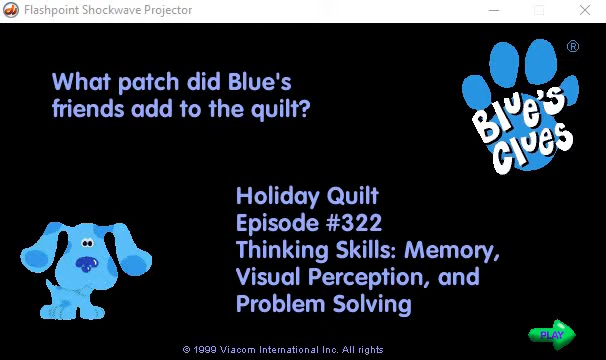 Flashpoint Shockwave Projector
What patch did Blue's
friends add to the quilt?
®
Blue's
Clues
Holiday Quilt
Episode #322
Thinking Skills: Memory,
Visual Perception, and
Problem Solving
PLAY
© 1999 Viacom International Inc. All rights